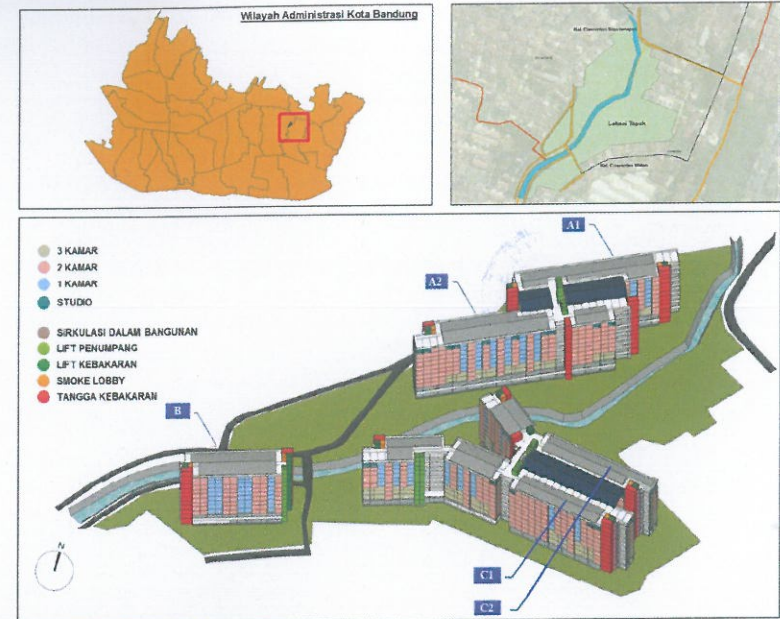 Wilayah Administrasi Kota Bandung
Lokasi Tapak
3 KAMAR
2 KAMAR
1 KAMAR
STUDIO
SIRKULASI DALAM BANGUNAN
LIFT PENUMPANG
LIFT KEBAKARAN
SMOKE LOBBY
TANGGA KEBAKARAN
A1
A2
B
N
C1
C2